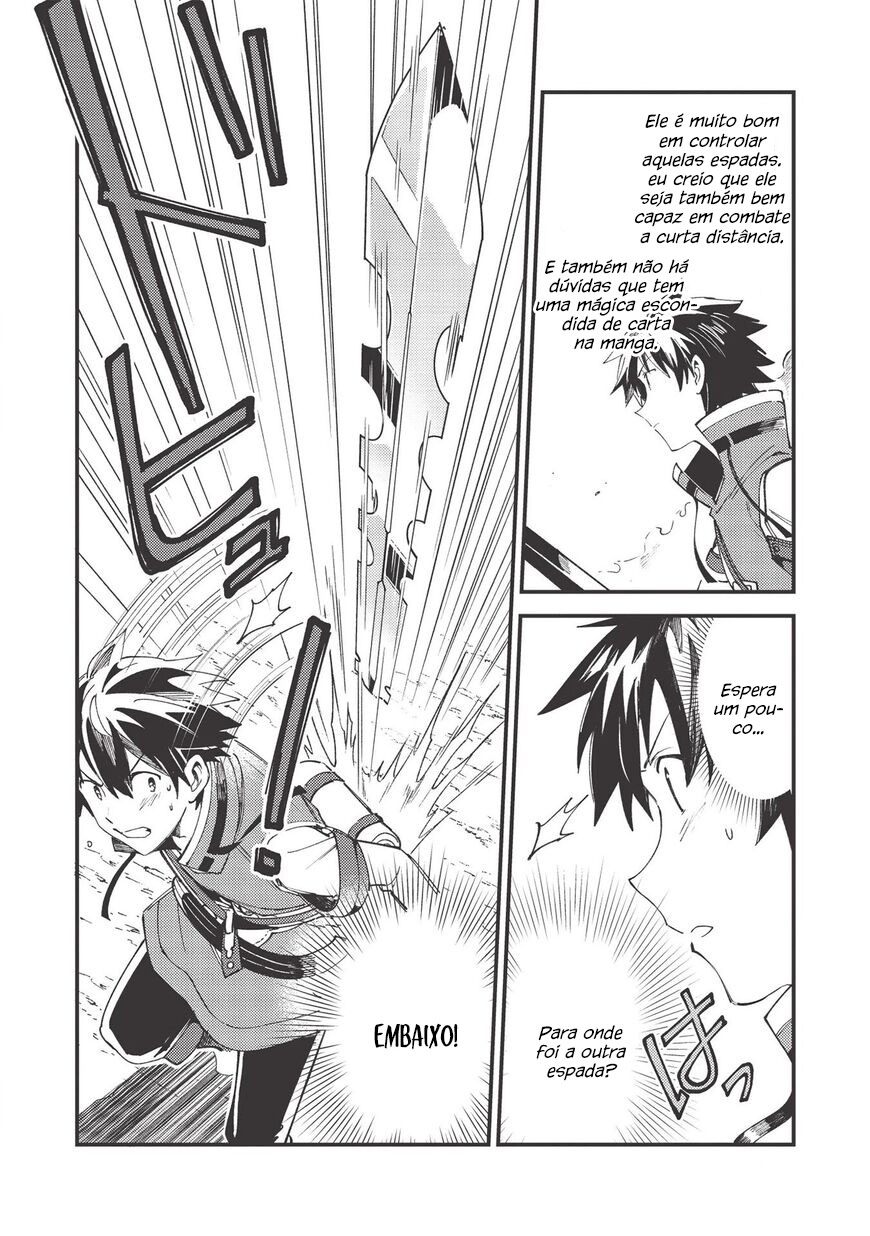 Ele é muito bom
em controlar
aquelas espadas,
eu creio que ele
seja também bem
capaz em combate
a curta distância.
E também não há
dúvidas que tem
uma mágica escon-
dida de carta
na manga.
Espera
um pou-
co...
Para onde
foi a outra
espada?
はっ
EMBAIXO!
ドヒュ!